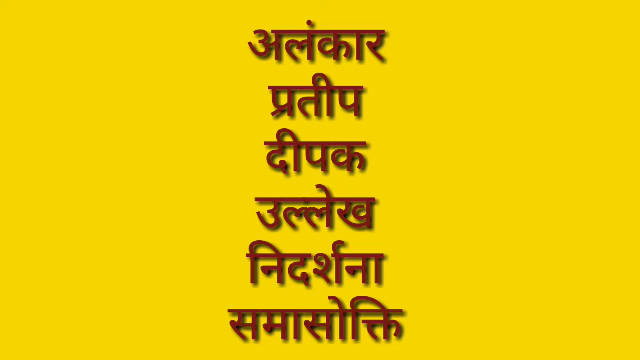 अलंकार
प्रतीप
दीपक
उल्लेख
निदर्शना
समासोक्ति